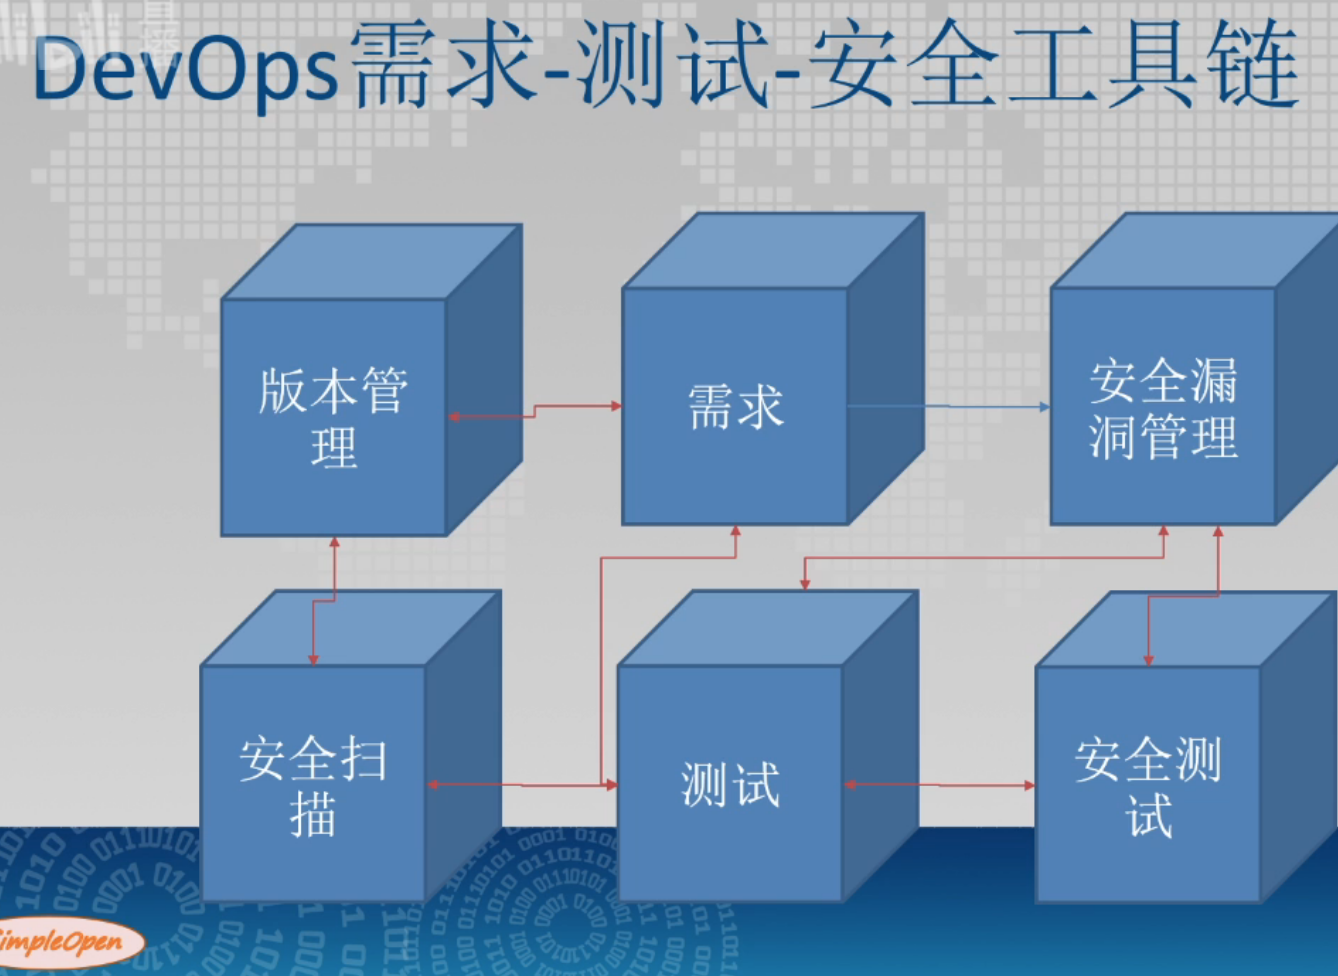 DevOps需求-测试-安全工具链
版本管
理
需求
安全漏
洞管理
安全扫
描
测试
安全测
试